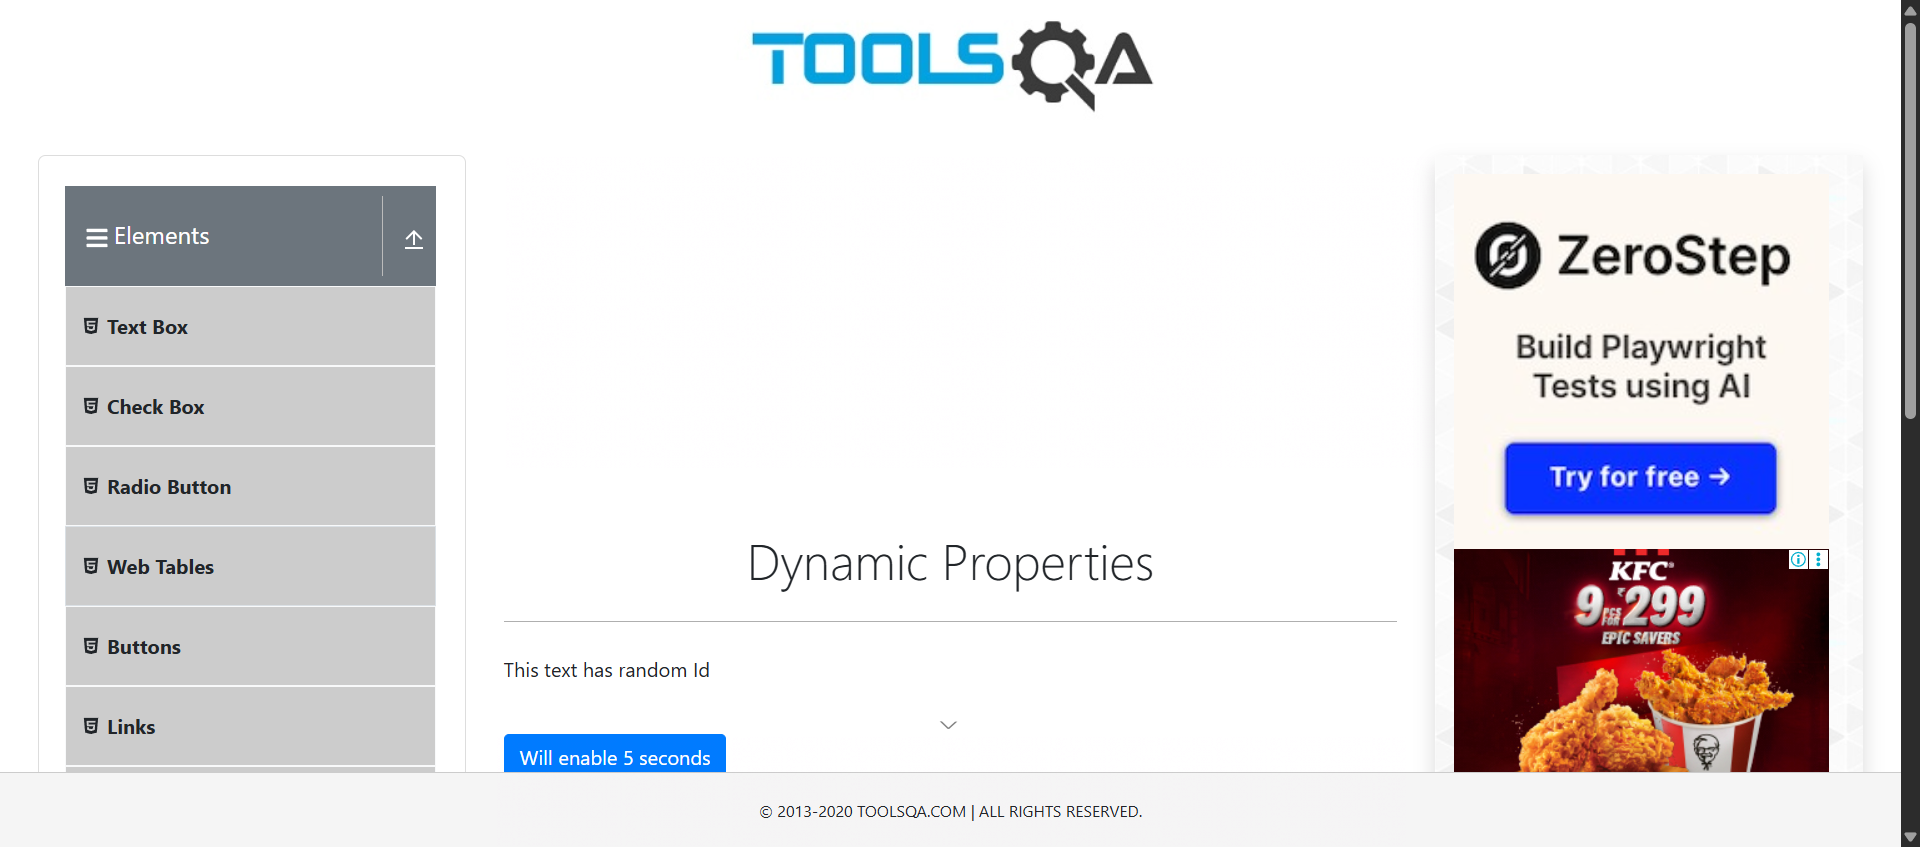 TOOLSQA
Elements
Text Box
Check Box
Radio Button
Web Tables
Buttons
Links
Dynamic Properties
This text has random Id
Will enable 5 seconds
ZeroStep
Build Playwright
Tests using AI
Try for free →
KFC®
9 PCS FOR ₹299
EPIC SAVERS
© 2013-2020 TOOLSQA.COM | ALL RIGHTS RESERVED.